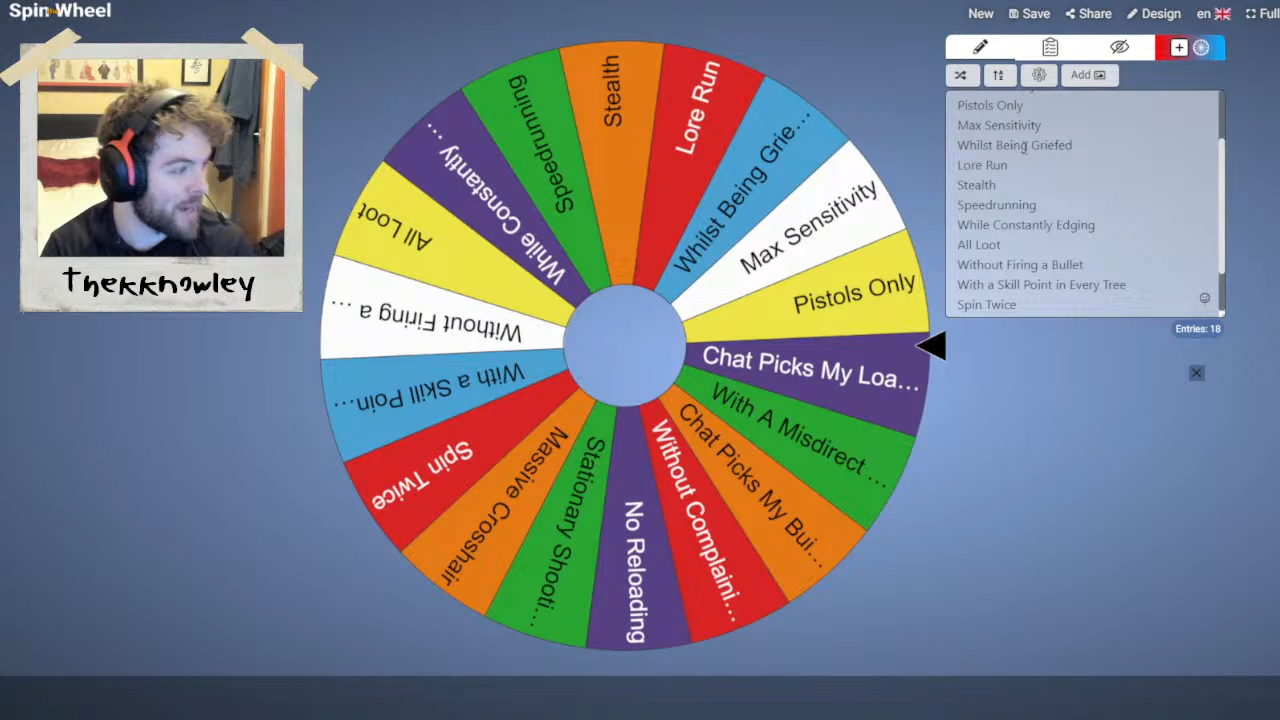 Spin the Wheel
New
Save
Share
Design
en
Full
Add
Pistols Only
Max Sensitivity
Whilst Being Griefed
Lore Run
Stealth
Speedrunning
While Constantly Edging
All Loot
Without Firing a Bullet
With a Skill Point in Every Tree
Spin Twice
Entries: 18
Thekknowley
Stealth
Lore Run
Whilst Being Grie...
Max Sensitivity
Pistols Only
Chat Picks My Loa...
With A Misdirect ...
Chat Picks My Bui...
Without Complaini...
No Reloading
Stationary Shooti...
Massive Crosshair
Spin Twice
With a Skill Poin...
Without Firing a ...
All Loot
While Constantly ...
Speedrunning